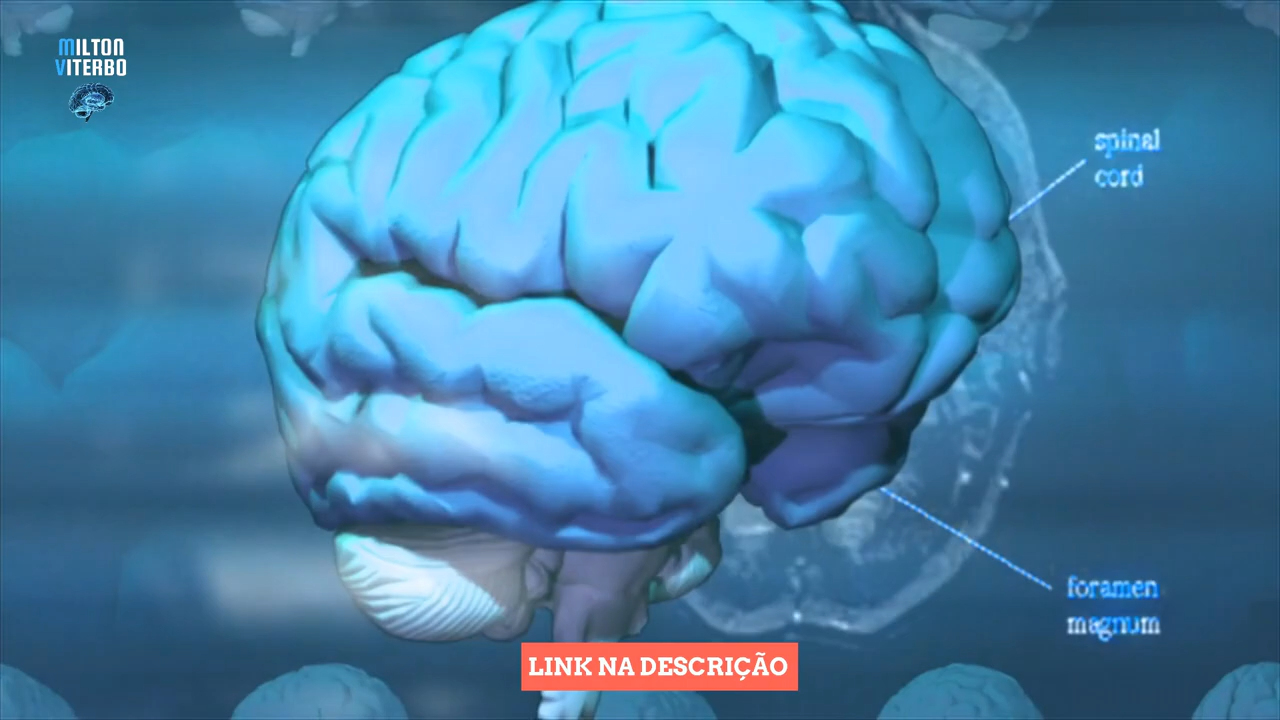 MILTON
VITERBO
spinal
cord
foramen
magnum
LINK NA DESCRIÇÃO